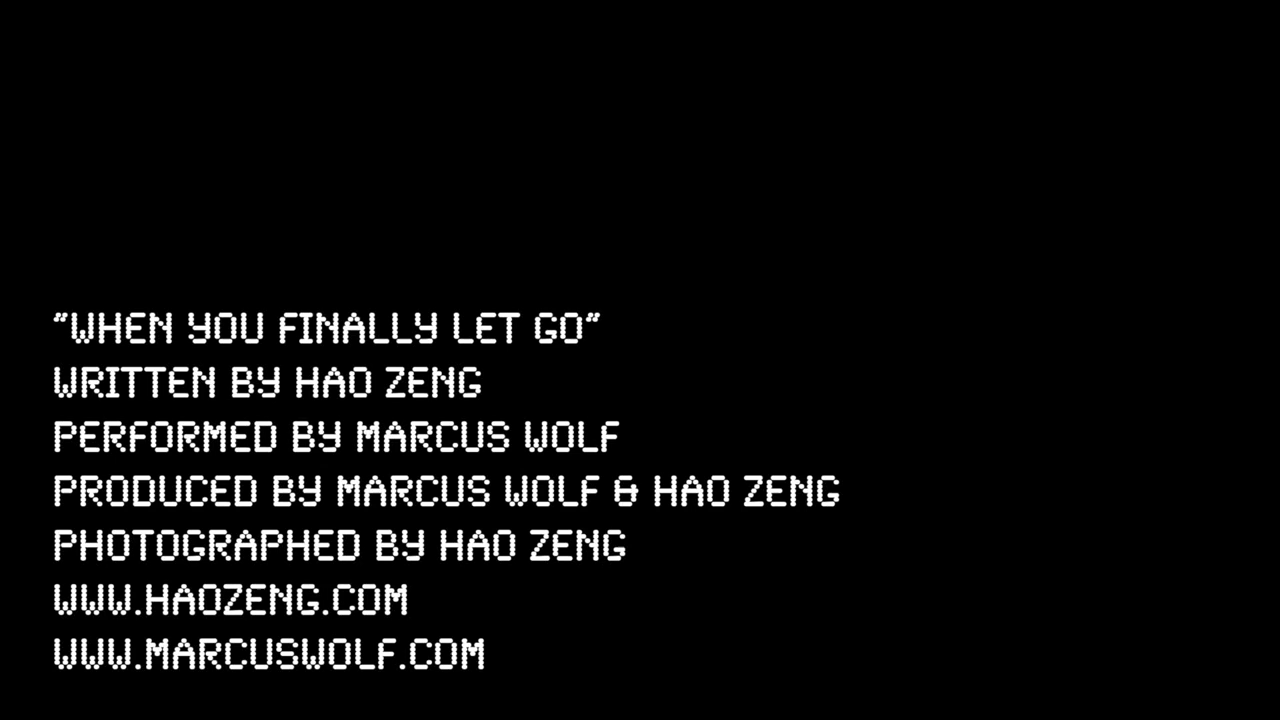 "WHEN YOU FINALLY LET GO"
WRITTEN BY HAO ZENG
PERFORMED BY MARCUS WOLF
PRODUCED BY MARCUS WOLF & HAO ZENG
PHOTOGRAPHED BY HAO ZENG
WWW.HAOZENG.COM
WWW.MARCUSWOLF.COM